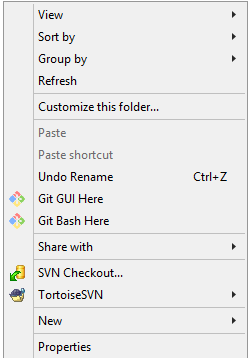 View
Sort by
Group by
Refresh
Customize this folder...
Paste
Paste shortcut
Undo Rename Ctrl+Z
Git GUI Here
Git Bash Here
Share with
SVN Checkout...
TortoiseSVN
New
Properties